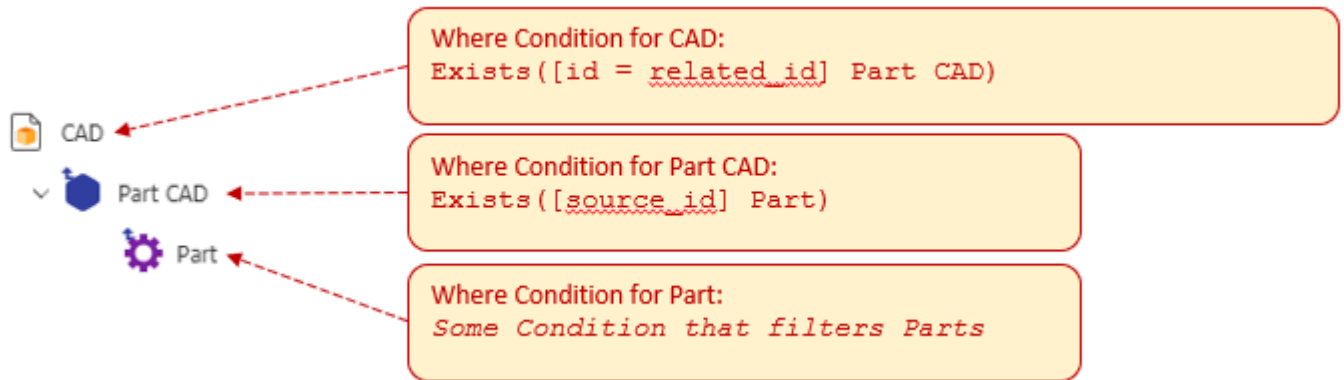 Where Condition for CAD:
Exists([id = related_id] Part CAD)
CAD
Where Condition for Part CAD:
Exists([source_id] Part)
Part CAD
Part
Where Condition for Part:
Some Condition that filters Parts